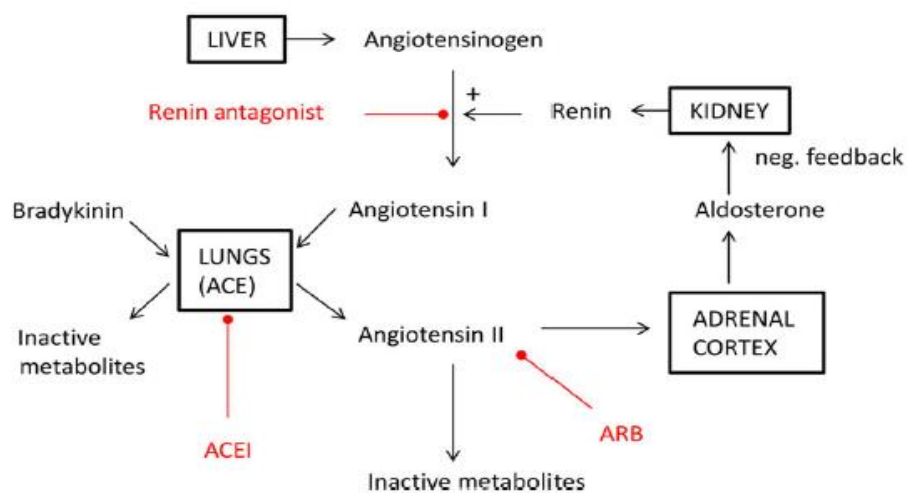 LIVER
Angiotensinogen
+
Renin antagonist
Renin
KIDNEY
neg. feedback
Bradykinin
Angiotensin I
Aldosterone
LUNGS
(ACE)
Inactive
metabolites
Angiotensin II
ADRENAL
CORTEX
ACEI
ARB
Inactive metabolites